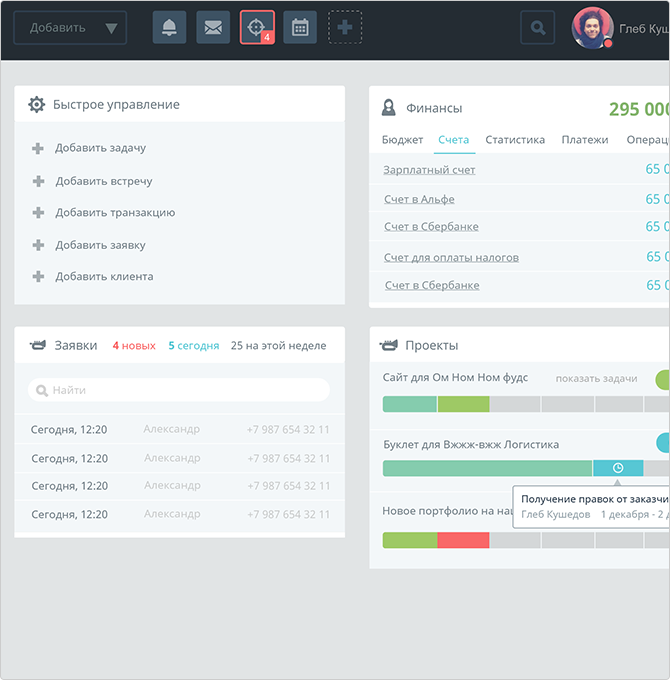 Добавить
4
Глеб Куш
Быстрое управление
Добавить задачу
Добавить встречу
Добавить транзакцию
Добавить заявку
Добавить клиента
Финансы
295 000
Бюджет Счета Статистика Платежи Операц
Зарплатный счет 65 0
Счет в Альфе 65 0
Счет в Сбербанке 65 0
Счет для оплаты налогов 65 0
Счет в Сбербанке 65 0
Заявки 4 новых 5 сегодня 25 на этой неделе
Найти
Сегодня, 12:20 Александр +7 987 654 32 11
Сегодня, 12:20 Александр +7 987 654 32 11
Сегодня, 12:20 Александр +7 987 654 32 11
Сегодня, 12:20 Александр +7 987 654 32 11
Проекты
Сайт для Ом Ном Ном фудс показать задачи
Буклет для Вжжж-вжж Логистика
Получение правок от заказчи
Глеб Кушедов 1 декабря - 2 д
Новое портфолио на наш